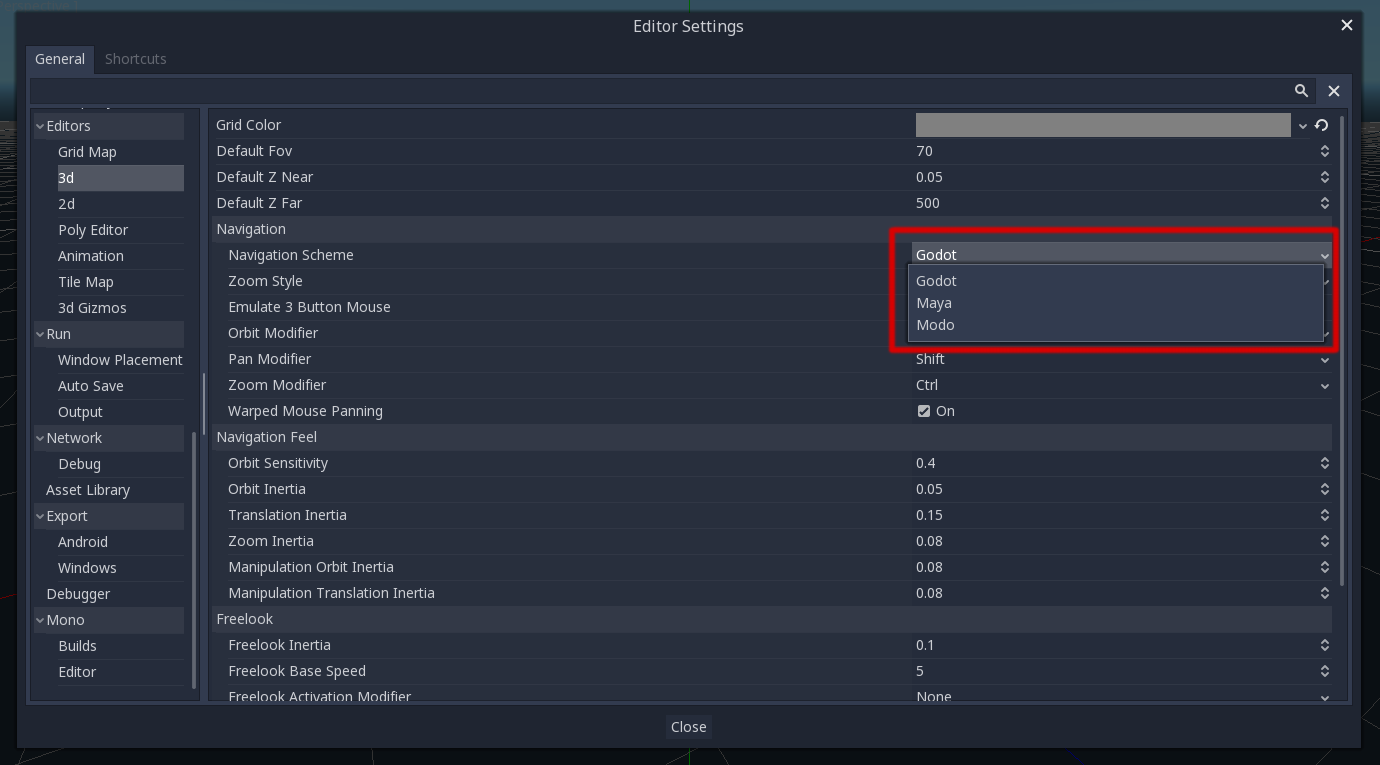 Editor Settings
General
Shortcuts
Editors
Grid Map
3d
2d
Poly Editor
Animation
Tile Map
3d Gizmos
Run
Window Placement
Auto Save
Output
Network
Debug
Asset Library
Export
Android
Windows
Debugger
Mono
Builds
Editor
Grid Color
Default Fov 70
Default Z Near 0.05
Default Z Far 500
Navigation
Navigation Scheme Godot
Zoom Style
Emulate 3 Button Mouse
Orbit Modifier
Godot
Maya
Modo
Pan Modifier Shift
Zoom Modifier Ctrl
Warped Mouse Panning On
Navigation Feel
Orbit Sensitivity 0.4
Orbit Inertia 0.05
Translation Inertia 0.15
Zoom Inertia 0.08
Manipulation Orbit Inertia 0.08
Manipulation Translation Inertia 0.08
Freelook
Freelook Inertia 0.1
Freelook Base Speed 5
Freelook Activation Modifier None
Close